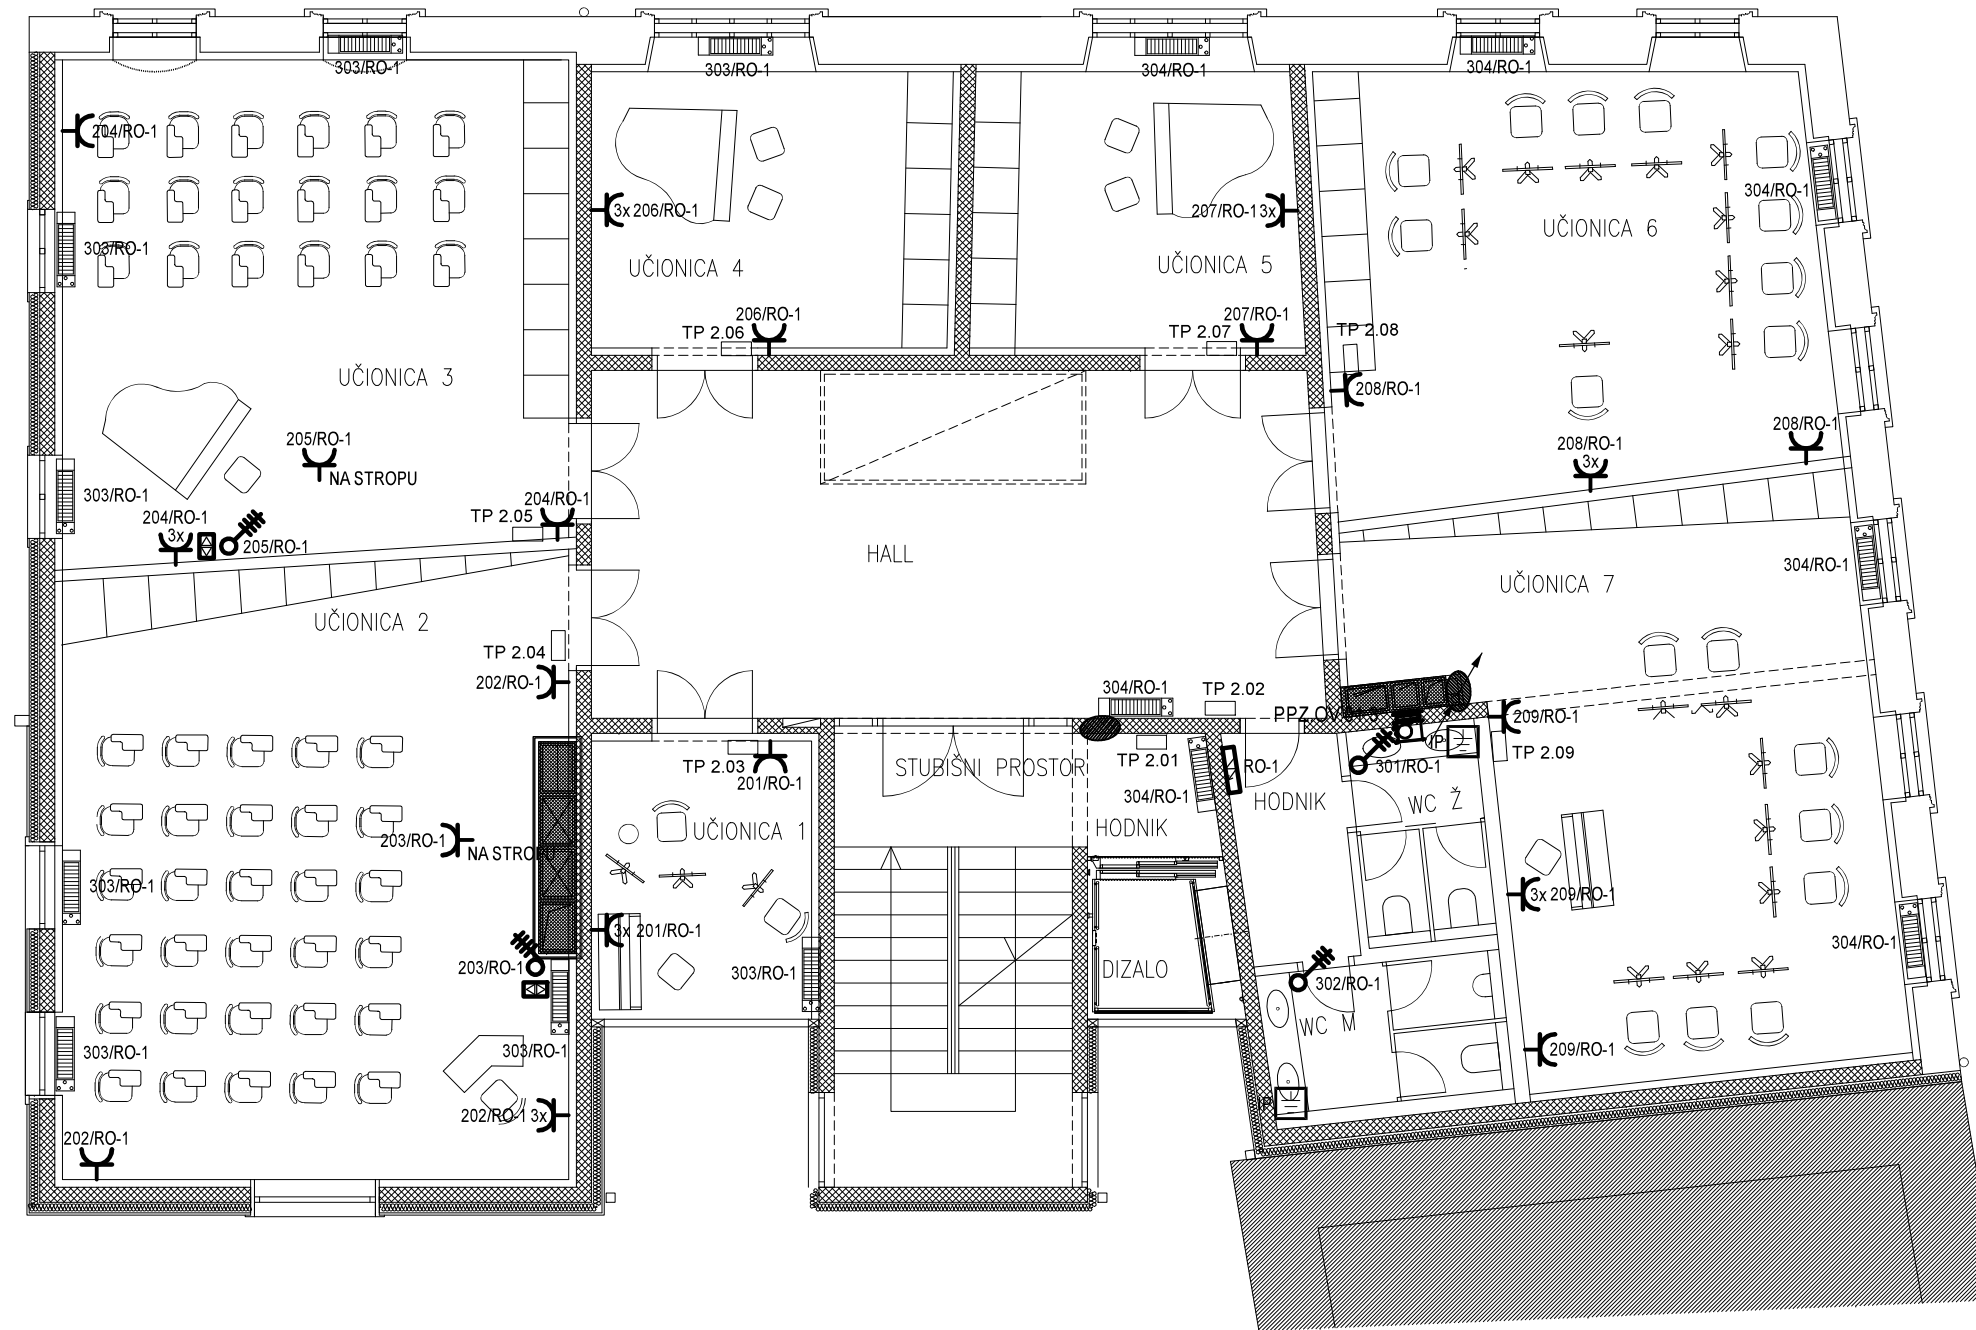 303/RO-1
303/RO-1
304/RO-1
304/RO-1
204/RO-1
304/RO-1
3x 206/RO-1
207/RO-1 3x
UČIONICA 6
303/RO-1
UČIONICA 4
UČIONICA 5
206/RO-1
207/RO-1
TP 2.06
TP 2.07
TP 2.08
UČIONICA 3
208/RO-1
205/RO-1
208/RO-1
208/RO-1
3x
NA STROPU
303/RO-1
204/RO-1
204/RO-1
3x
TP 2.05
205/RO-1
HALL
304/RO-1
UČIONICA 7
UČIONICA 2
TP 2.04
202/RO-1
304/RO-1
TP 2.02
209/RO-1
IP
TP 2.03
201/RO-1
STUBIŠNI PROSTOR
TP 2.01
RO-1
301/RO-1
TP 2.09
304/RO-1
HODNIK
WC Ž
UČIONICA 1
HODNIK
203/RO-1
NA STROPU
303/RO-1
3x 209/RO-1
3x 201/RO-1
304/RO-1
203/RO-1
303/RO-1
DIZALO
302/RO-1
WC M
303/RO-1
303/RO-1
209/RO-1
IP
202/RO-1 3x
202/RO-1